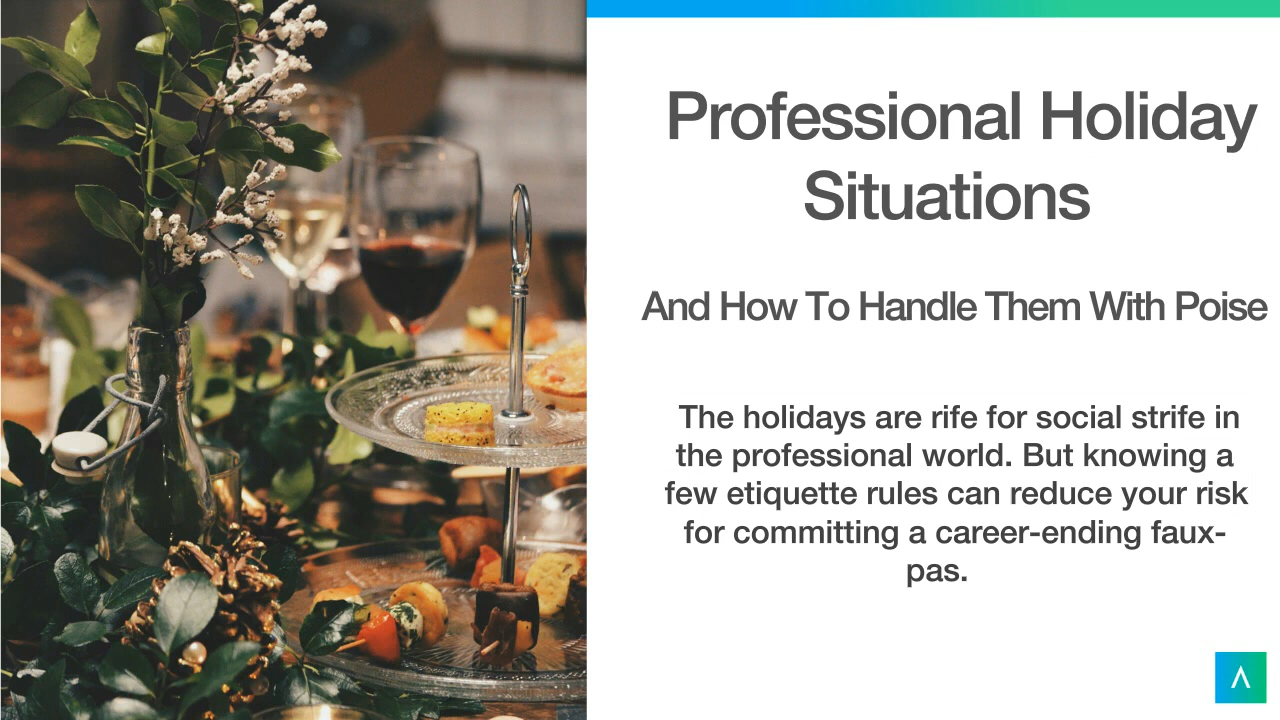 Professional Holiday
Situations
And How To Handle Them With Poise
The holidays are rife for social strife in
the professional world. But knowing a
few etiquette rules can reduce your risk
for committing a career-ending faux-
pas.